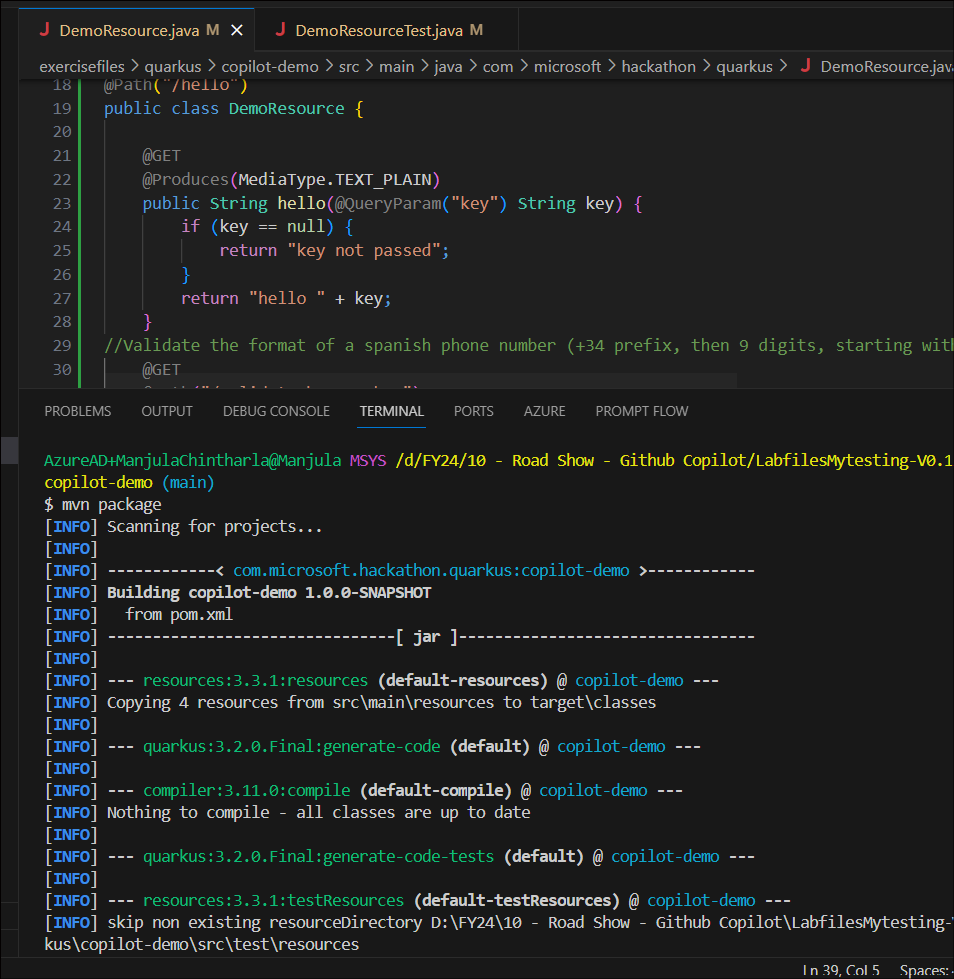 J DemoResource.java M ×
J DemoResourceTest.java M
exercisefiles > quarkus > copilot-demo > src > main > java > com > microsoft > hackathon > quarkus > J DemoResource.jav
18 @Path("/hello")
19 public class DemoResource {
20
21 @GET
22 @Produces(MediaType.TEXT_PLAIN)
23 public String hello(@QueryParam("key") String key) {
24 if (key == null) {
25 return "key not passed";
26 }
27 return "hello " + key;
28 }
29 //Validate the format of a spanish phone number (+34 prefix, then 9 digits, starting wit
30 @GET
PROBLEMS OUTPUT DEBUG CONSOLE TERMINAL PORTS AZURE PROMPT FLOW
AzureAD+ManjulaChintharla@Manjula MSYS /d/FY24/10 - Road Show - Github Copilot/LabfilesMytesting-V0.1
copilot-demo (main)
$ mvn package
[INFO] Scanning for projects...
[INFO]
[INFO] ------------< com.microsoft.hackathon.quarkus:copilot-demo >------------
[INFO] Building copilot-demo 1.0.0-SNAPSHOT
[INFO]   from pom.xml
[INFO] --------------------------------[ jar ]---------------------------------
[INFO]
[INFO] --- resources:3.3.1:resources (default-resources) @ copilot-demo ---
[INFO] Copying 4 resources from src\main\resources to target\classes
[INFO]
[INFO] --- quarkus:3.2.0.Final:generate-code (default) @ copilot-demo ---
[INFO]
[INFO] --- compiler:3.11.0:compile (default-compile) @ copilot-demo ---
[INFO] Nothing to compile - all classes are up to date
[INFO]
[INFO] --- quarkus:3.2.0.Final:generate-code-tests (default) @ copilot-demo ---
[INFO]
[INFO] --- resources:3.3.1:testResources (default-testResources) @ copilot-demo ---
[INFO] skip non existing resourceDirectory D:\FY24\10 - Road Show - Github Copilot\LabfilesMytesting-
kus\copilot-demo\src\test\resources
Ln 39, Col 5 Spaces: